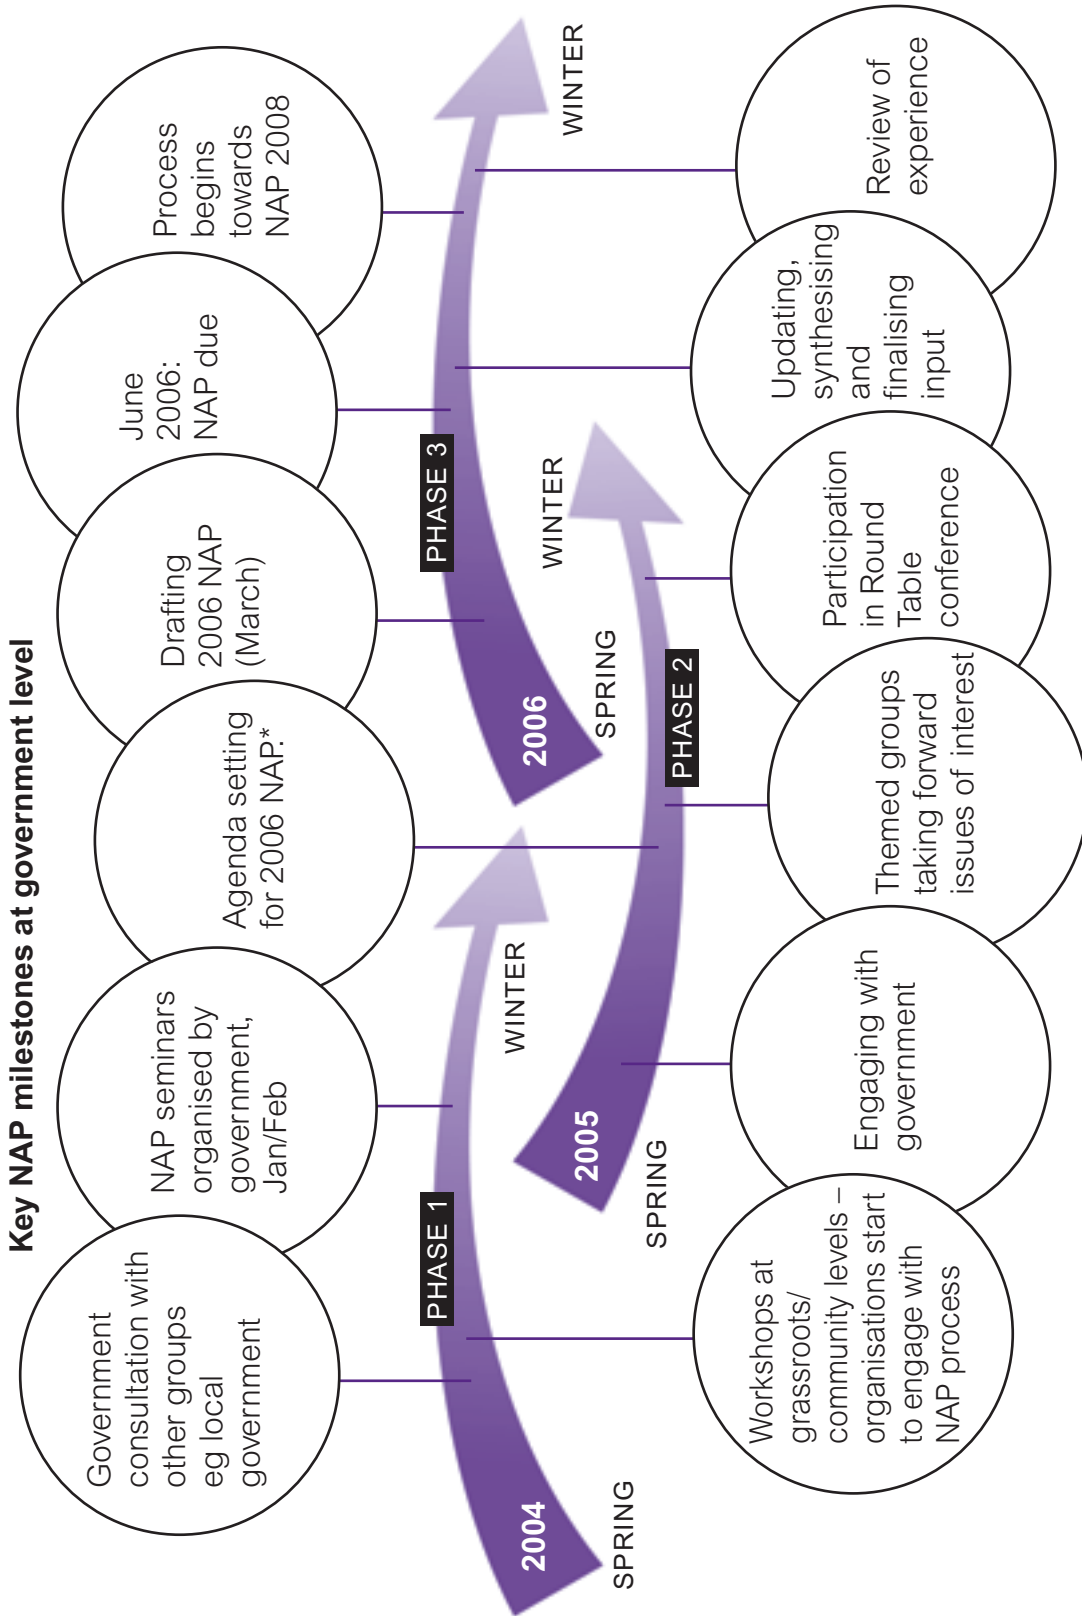 Key NAP milestones at government level
Government
consultation with
other groups
eg local
government
NAP seminars
organised by
government,
Jan/Feb
Agenda setting
for 2006 NAP.*
Drafting
2006 NAP
(March)
June
2006:
NAP due
Process
begins
towards
NAP 2008
PHASE 1
2004
SPRING
WINTER
PHASE 2
2005
SPRING
WINTER
PHASE 3
2006
SPRING
WINTER
Workshops at
grassroots/
community levels –
organisations start
to engage with
NAP process
Engaging with
government
Themed groups
taking forward
issues of interest
Participation
in Round
Table
conference
Updating,
synthesising
and
finalising
input
Review of
experience